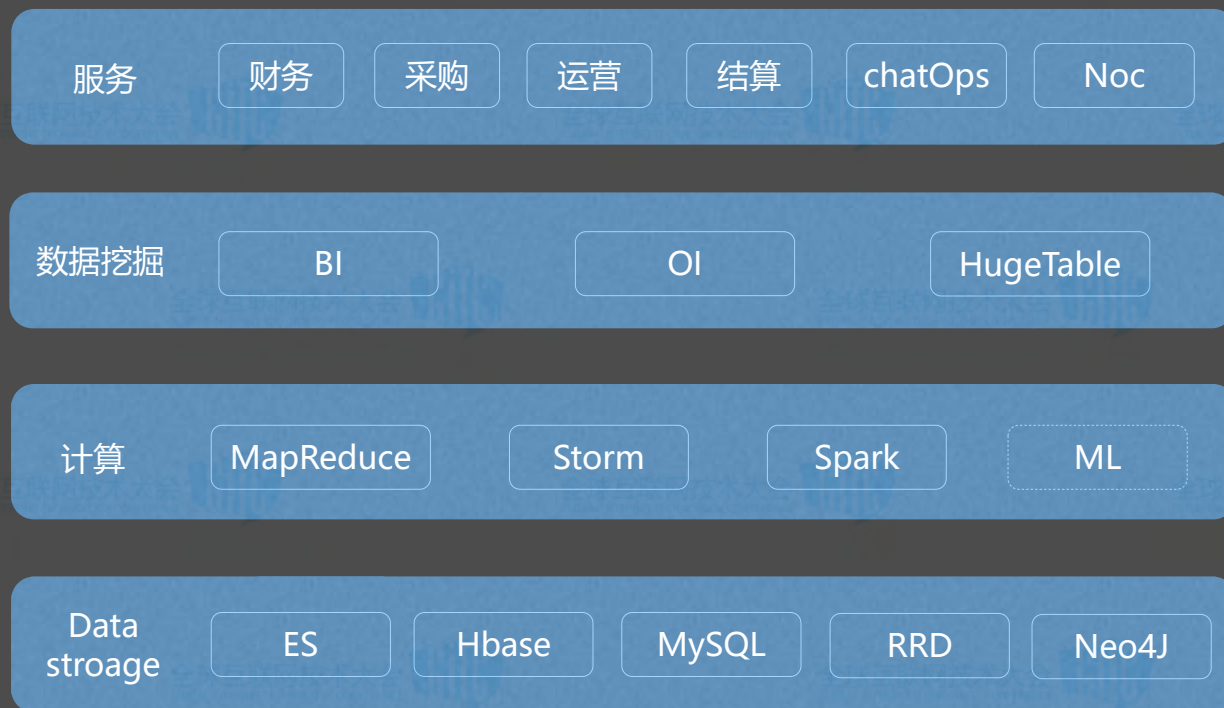 服务
财务
采购
运营
结算
chatOps
Noc
数据挖掘
BI
OI
HugeTable
计算
MapReduce
Storm
Spark
ML
Data
stroage
ES
Hbase
MySQL
RRD
Neo4J